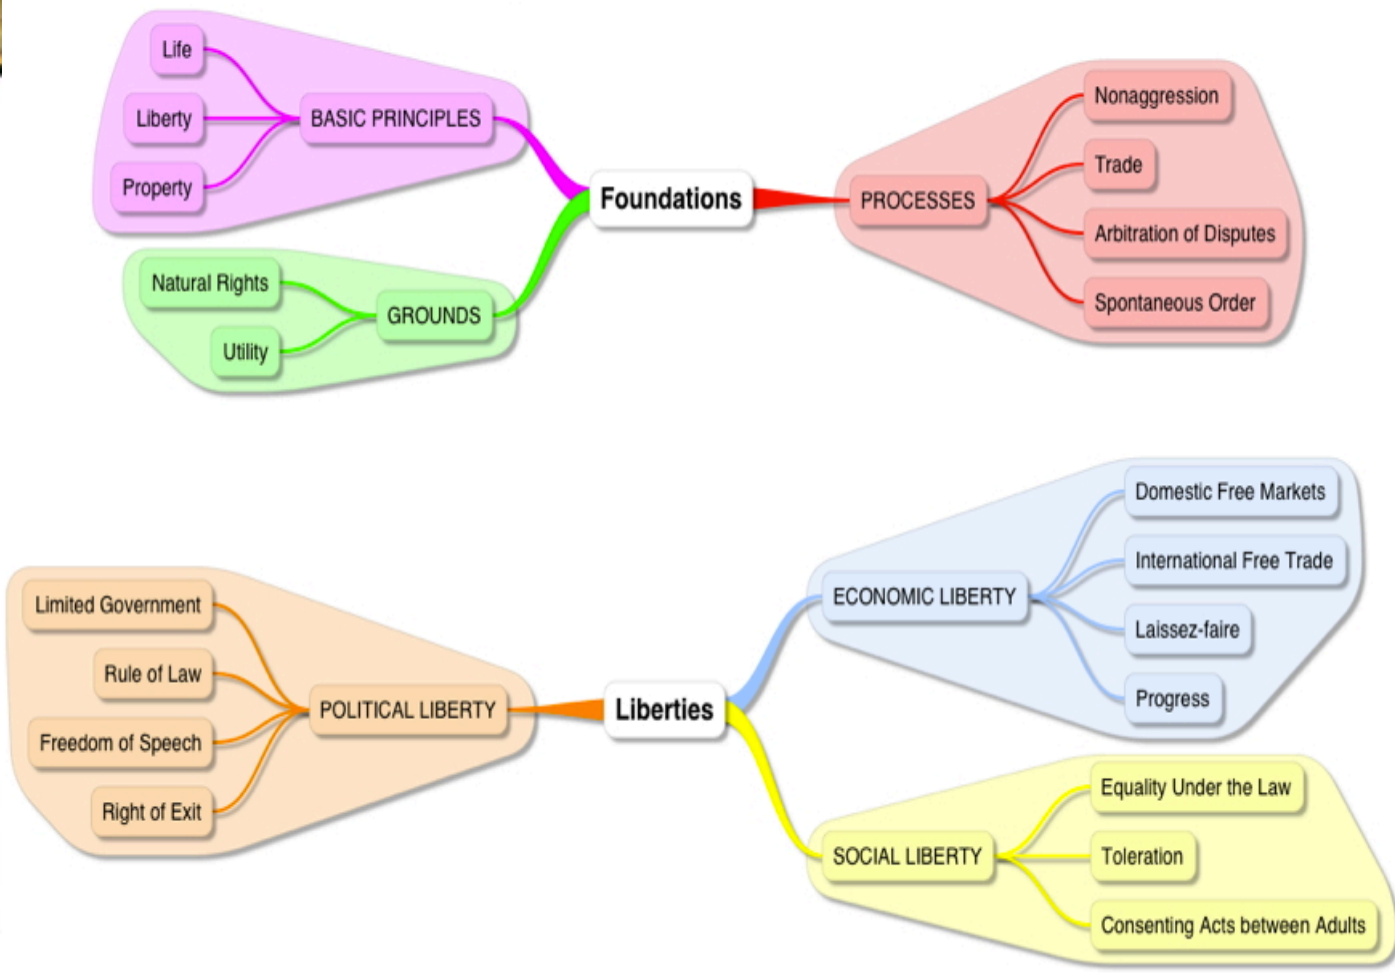 Life
Liberty
Property
BASIC PRINCIPLES
Natural Rights
Utility
GROUNDS
Foundations
PROCESSES
Nonaggression
Trade
Arbitration of Disputes
Spontaneous Order
Limited Government
Rule of Law
Freedom of Speech
Right of Exit
POLITICAL LIBERTY
Liberties
ECONOMIC LIBERTY
Domestic Free Markets
International Free Trade
Laissez-faire
Progress
SOCIAL LIBERTY
Equality Under the Law
Toleration
Consenting Acts between Adults